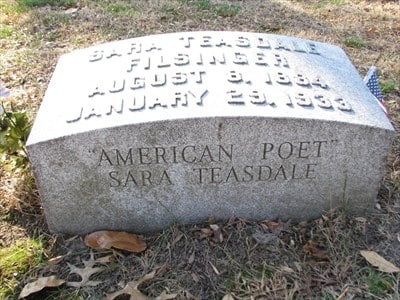 SARA TEASDALE
FILSINGER
AUGUST 8, 1884
JANUARY 29, 1933
"AMERICAN POET"
SARA TEASDALE